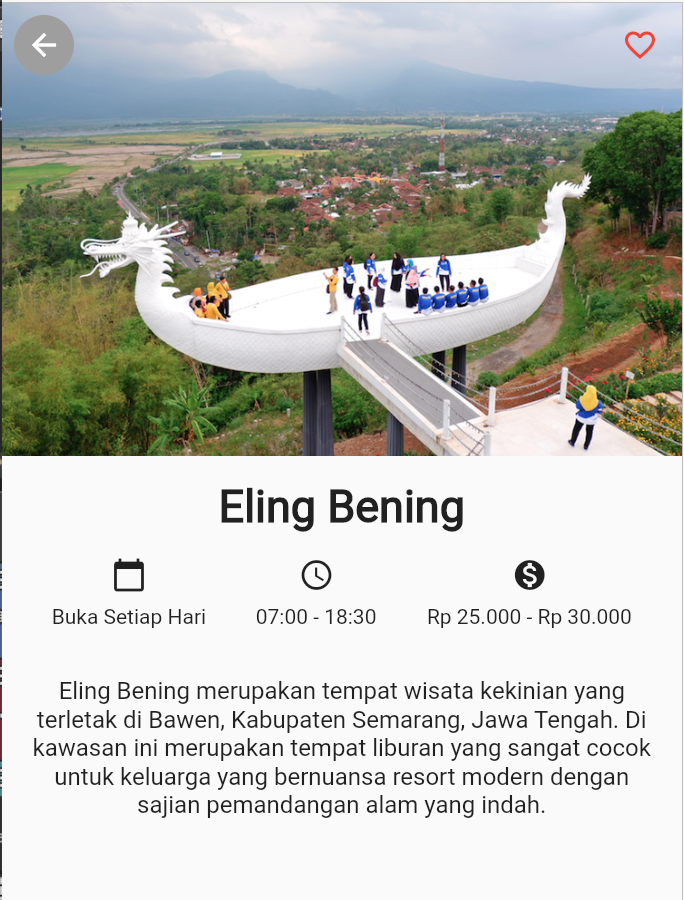 Eling Bening
Buka Setiap Hari
07:00 - 18:30
Rp 25.000 - Rp 30.000
Eling Bening merupakan tempat wisata kekinian yang
terletak di Bawen, Kabupaten Semarang, Jawa Tengah. Di
kawasan ini merupakan tempat liburan yang sangat cocok
untuk keluarga yang bernuansa resort modern dengan
sajian pemandangan alam yang indah.